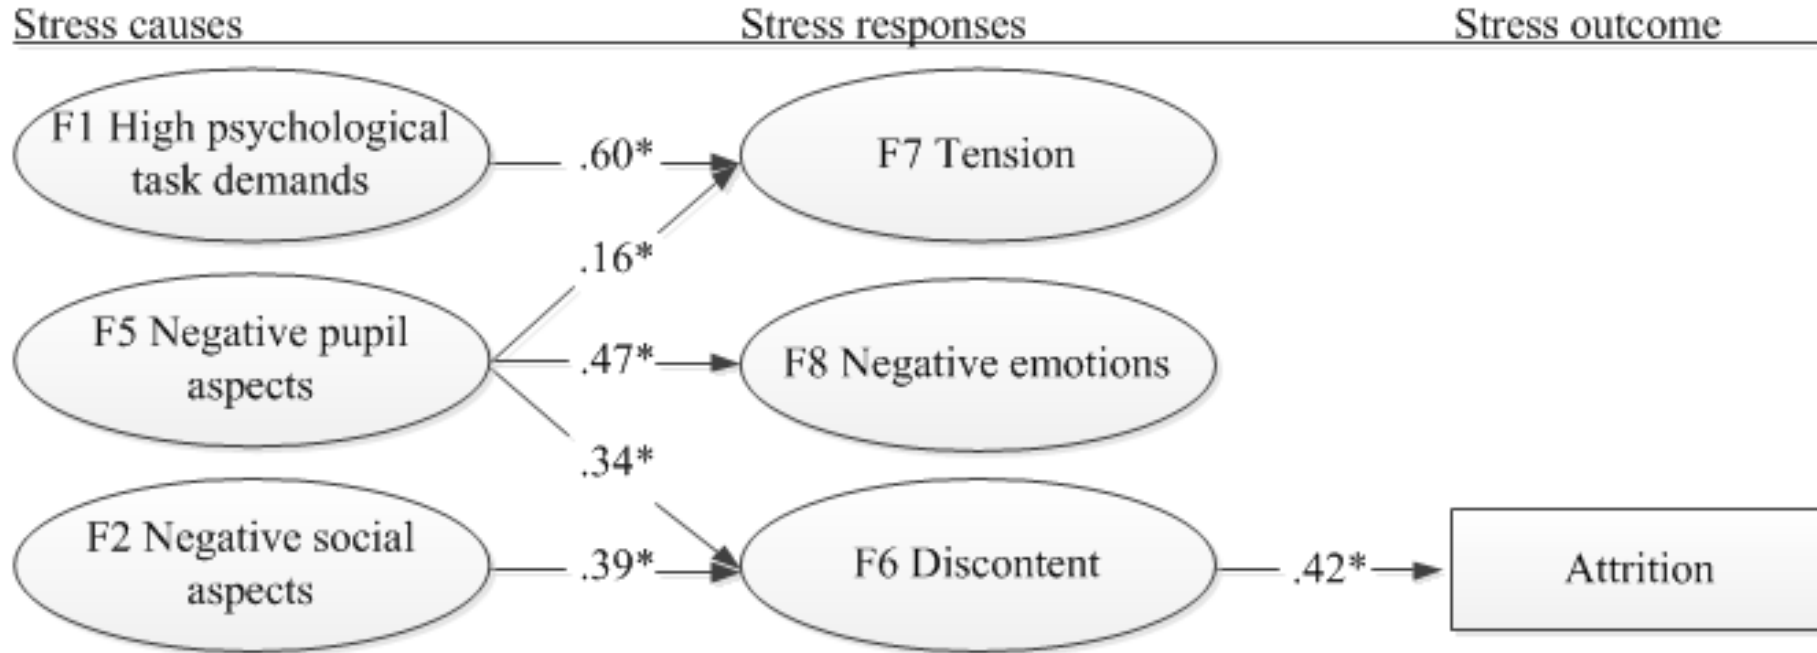 Stress causes
Stress responses
Stress outcome
F1 High psychological
task demands
.60*
F7 Tension
.16*
F5 Negative pupil
aspects
.47*
F8 Negative emotions
.34*
F2 Negative social
aspects
.39*
F6 Discontent
.42*
Attrition